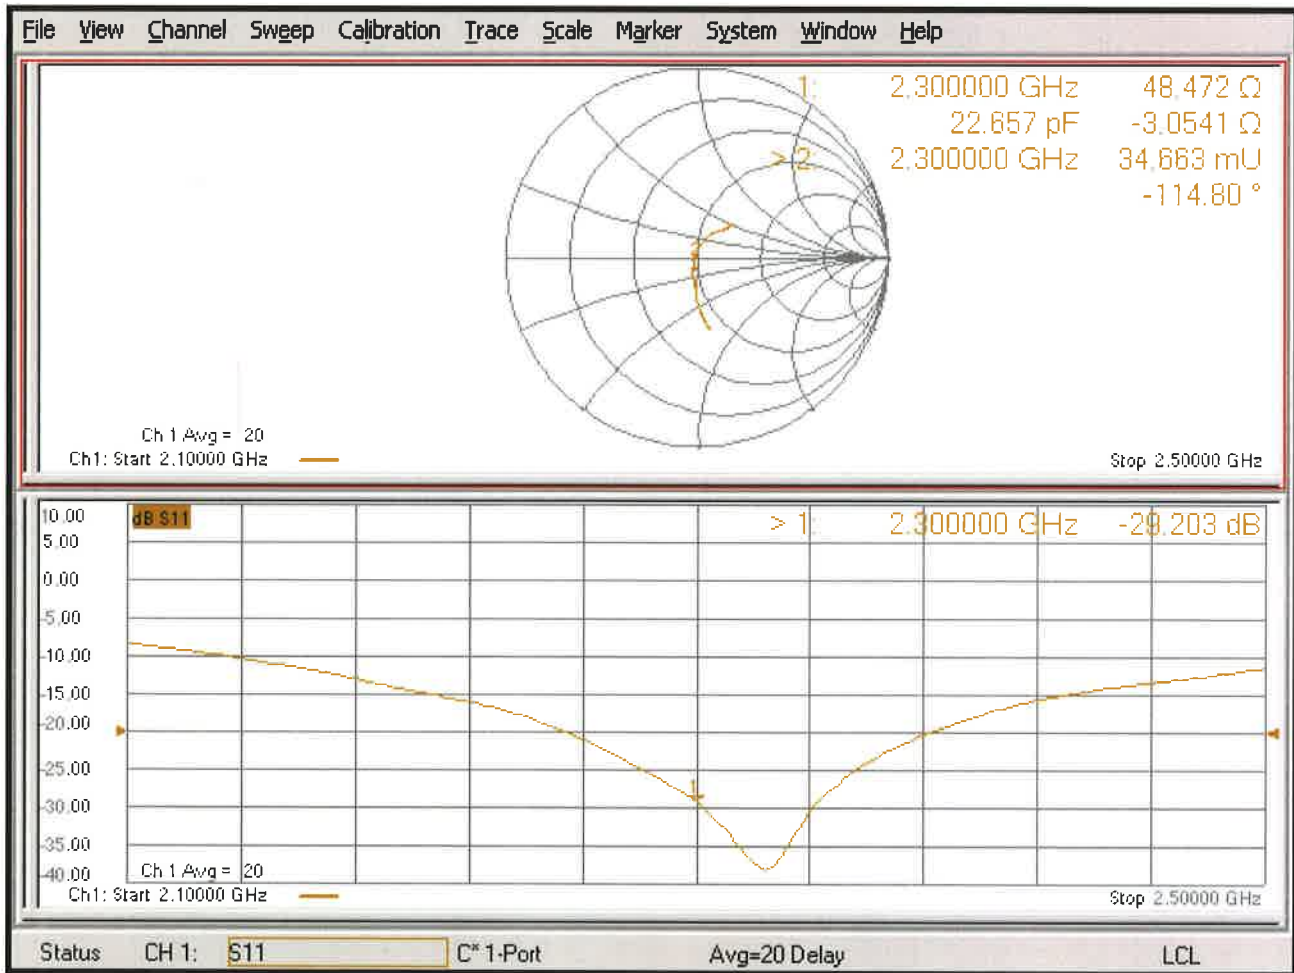 File View Channel Sweep Calibration Trace Scale Marker System Window Help
1: 2.300000 GHz 48.472 Ω
22.657 pF -3.0541 Ω
> 2: 2.300000 GHz 34.663 mU
-114.80 °
Ch 1 Avg = 20
Ch1: Start 2.10000 GHz
Stop 2.50000 GHz
10.00
dB S11
> 1: 2.300000 GHz -29.203 dB
5.00
0.00
-5.00
-10.00
-15.00
-20.00
-25.00
-30.00
-35.00
-40.00
Ch 1 Avg = 20
Ch1: Start 2.10000 GHz
Stop 2.50000 GHz
Status CH 1: S11 C* 1-Port Avg=20 Delay LCL